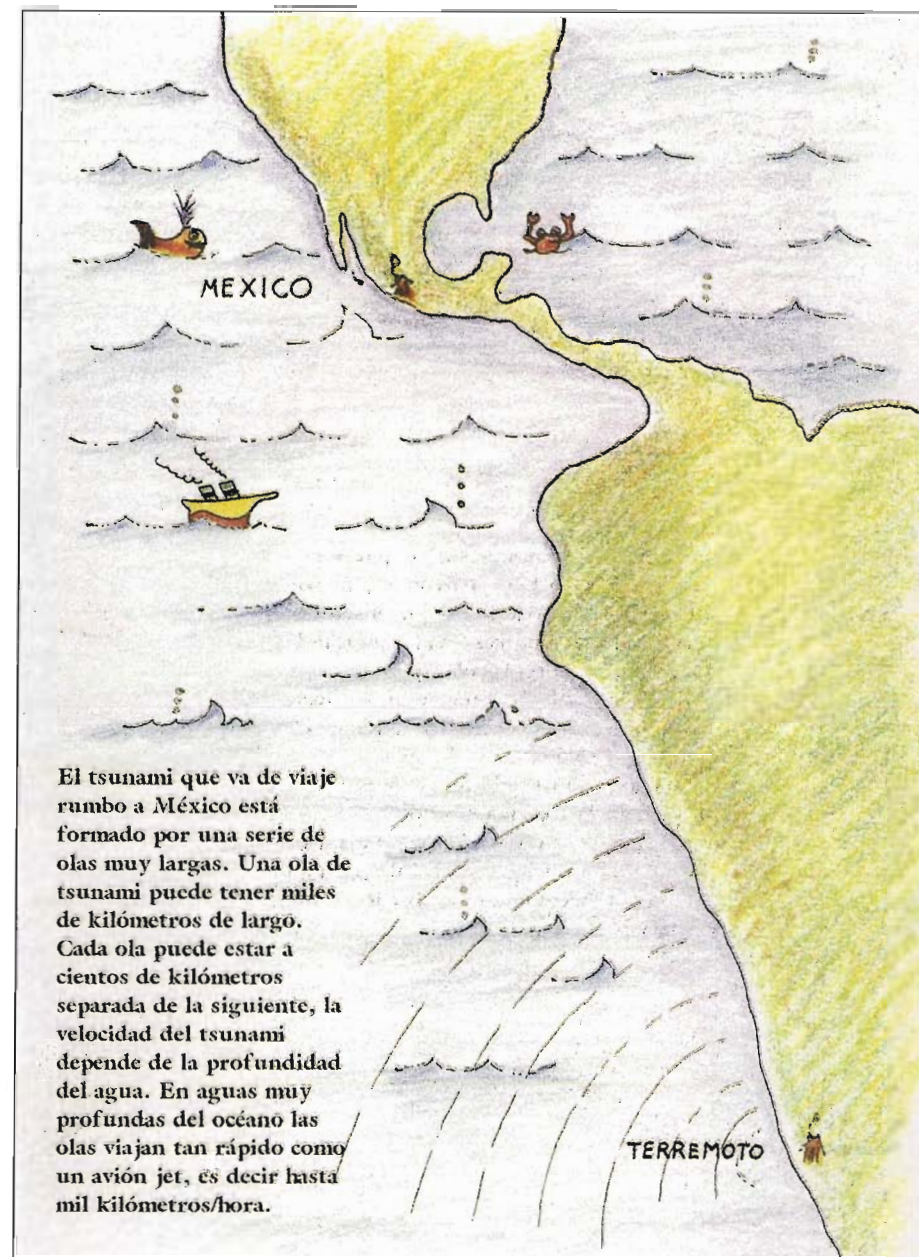 MEXICO
El tsunami que va de viaje
rumbo a México está
formado por una serie de
olas muy largas. Una ola de
tsunami puede tener miles
de kilómetros de largo.
Cada ola puede estar a
cientos de kilómetros
separada de la siguiente, la
velocidad del tsunami
depende de la profundidad
del agua. En aguas muy
profundas del océano las
olas viajan tan rápido como
un avión jet, es decir hasta
mil kilómetros/hora.
TERREMOTO